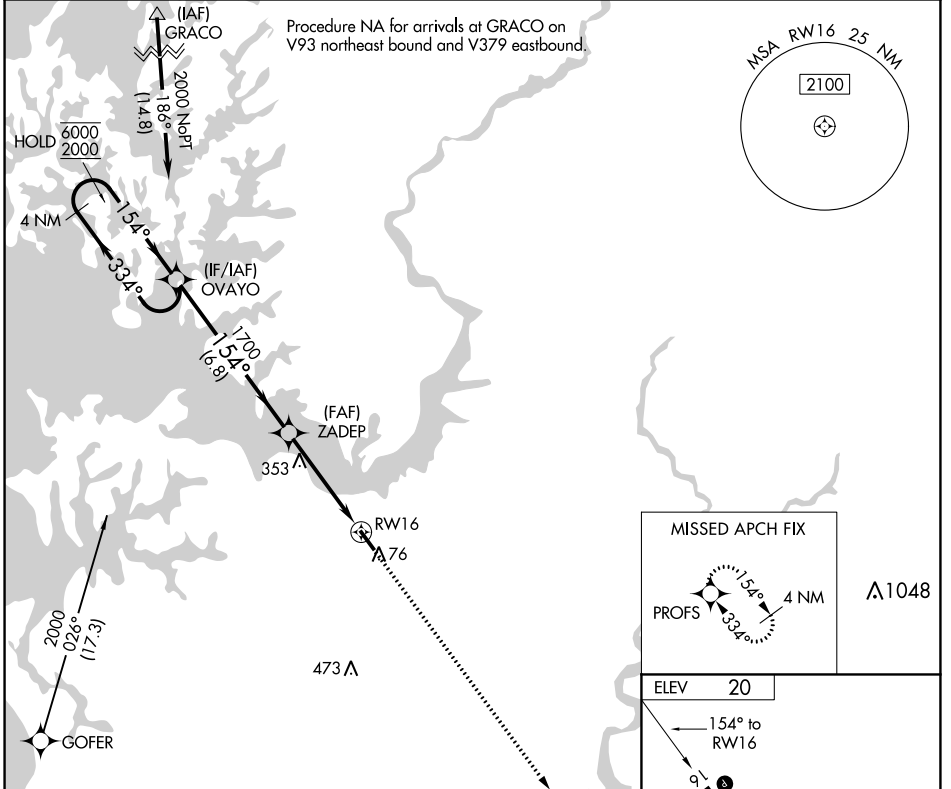 (IAF)
GRACO
Procedure NA for arrivals at GRACO on
V93 northeast bound and V379 eastbound.
MSA RW16 25 NM
2100
2000 NoPT
186°
(14.8)
HOLD 6000
2000
4 NM
154°
334°
(IF/IAF)
OVAYO
1700
154°
(6.8)
(FAF)
ZADEP
353
RW16
76
MISSED APCH FIX
154°
4 NM
PROFS
334°
1048
2000
026°
(17.3)
473
GOFER
ELEV 20
154° to
RW16
16
P